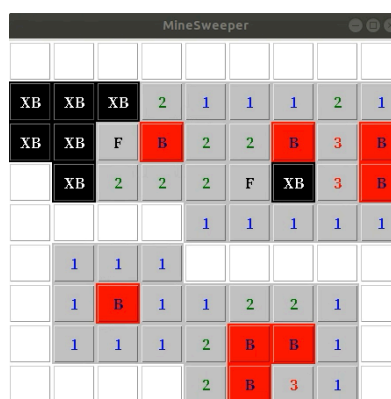 MineSweeper
XB XB XB 2 1 1 1 2 1
XB XB F B 2 2 B 3 B
XB 2 2 2 F XB 3 B
1 1 1 1 1
1 1 1
1 B 1 1 2 2 1
1 1 1 2 B B 1
2 B 3 1